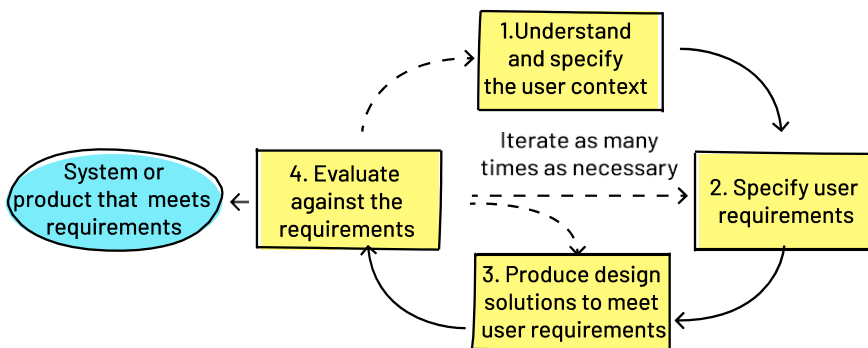 1.Understand
and specify
the user context
Iterate as many
times as necessary
2. Specify user
requirements
3. Produce design
solutions to meet
user requirements
4. Evaluate
against the
requirements
System or
product that meets
requirements